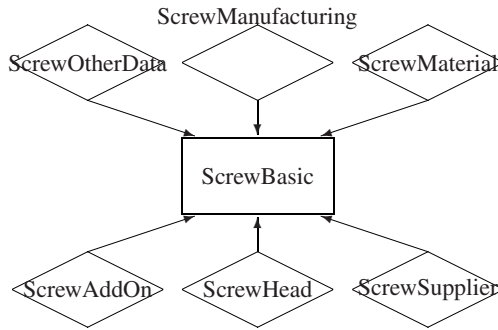 ScrewManufacturing
ScrewOtherData
ScrewMaterial
ScrewBasic
ScrewAddOn
ScrewHead
ScrewSupplier